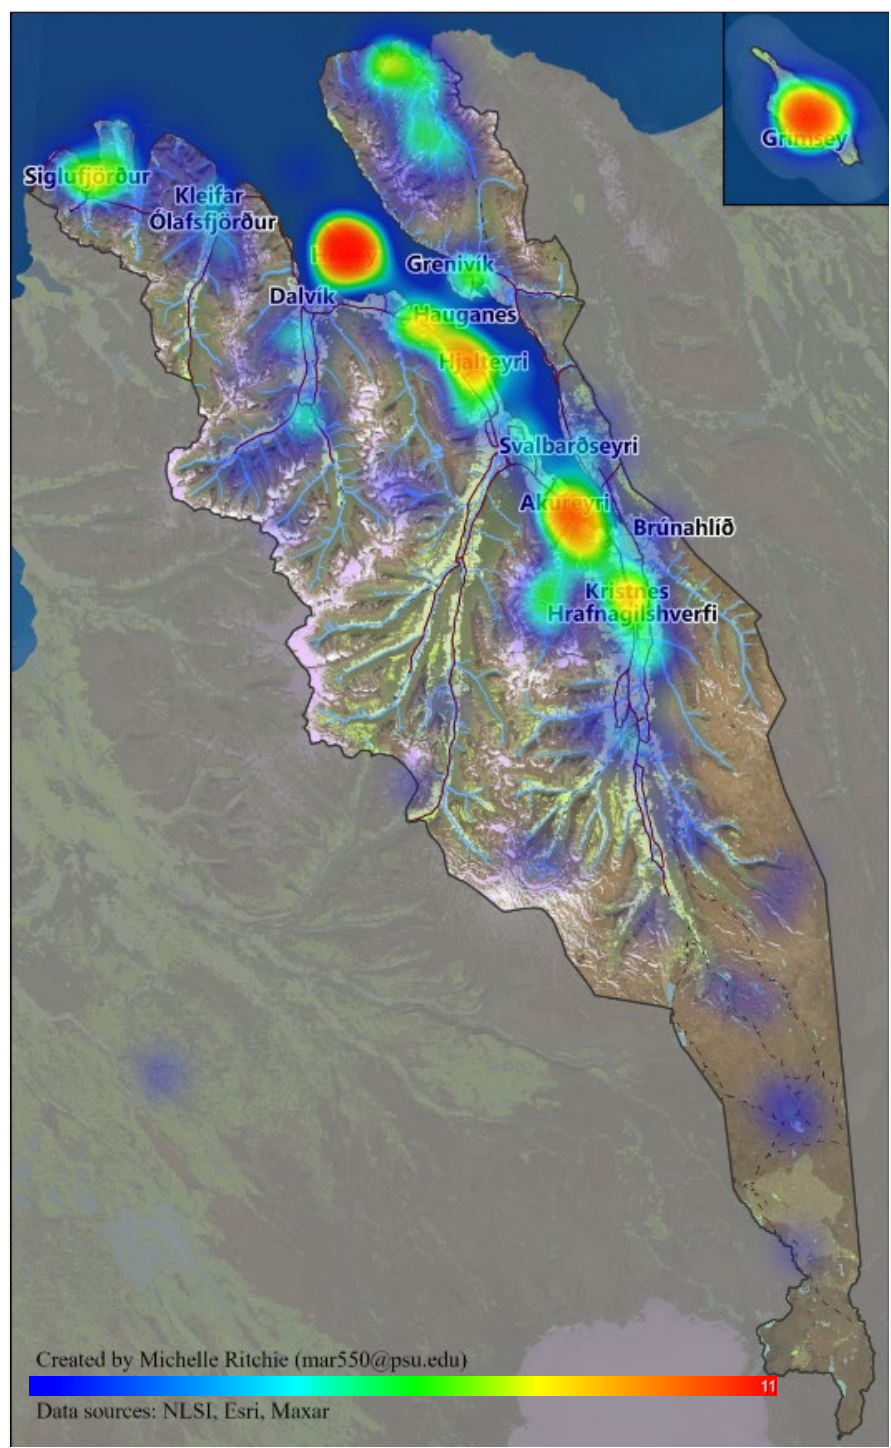 Grímsey
Siglufjörður
Kleifar
Ólafsfjörður
Grenivík
Dalvík
Hauganes
Hjalteyri
Svalbarðseyri
Akureyri
Brúnahlíð
Kristnes
Hrafnagilshverfi
Created by Michelle Ritchie (mar550@psu.edu)
11
Data sources: NLSI, Esri, Maxar